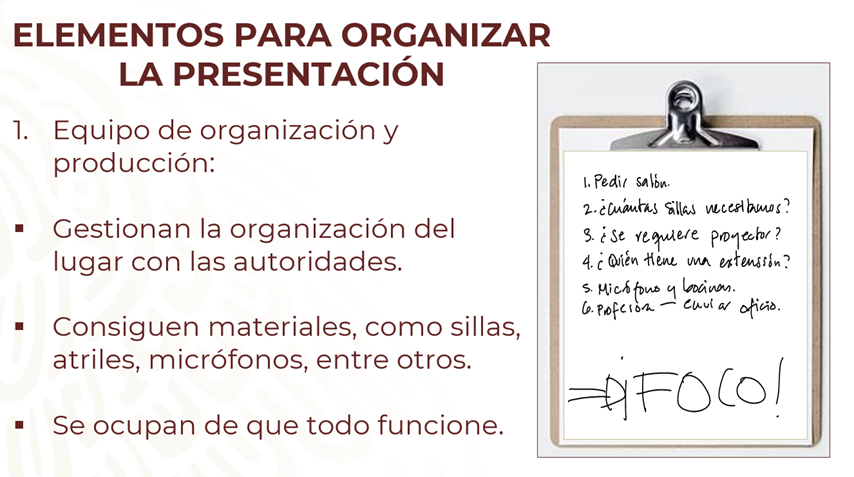 ELEMENTOS PARA ORGANIZAR
LA PRESENTACIÓN
1. Equipo de organización y
producción:
▪ Gestionan la organización del
lugar con las autoridades.
▪ Consiguen materiales, como sillas,
atriles, micrófonos, entre otros.
▪ Se ocupan de que todo funcione.
1. Pedir salón.
2. ¿Cuántas sillas necesitamos?
3. ¿Se requiere proyector?
4. ¿Quién tiene una extensión?
5. Micrófono y bocinas.
6. Profesora — enviar oficio.
⇒ ¡FOCO!